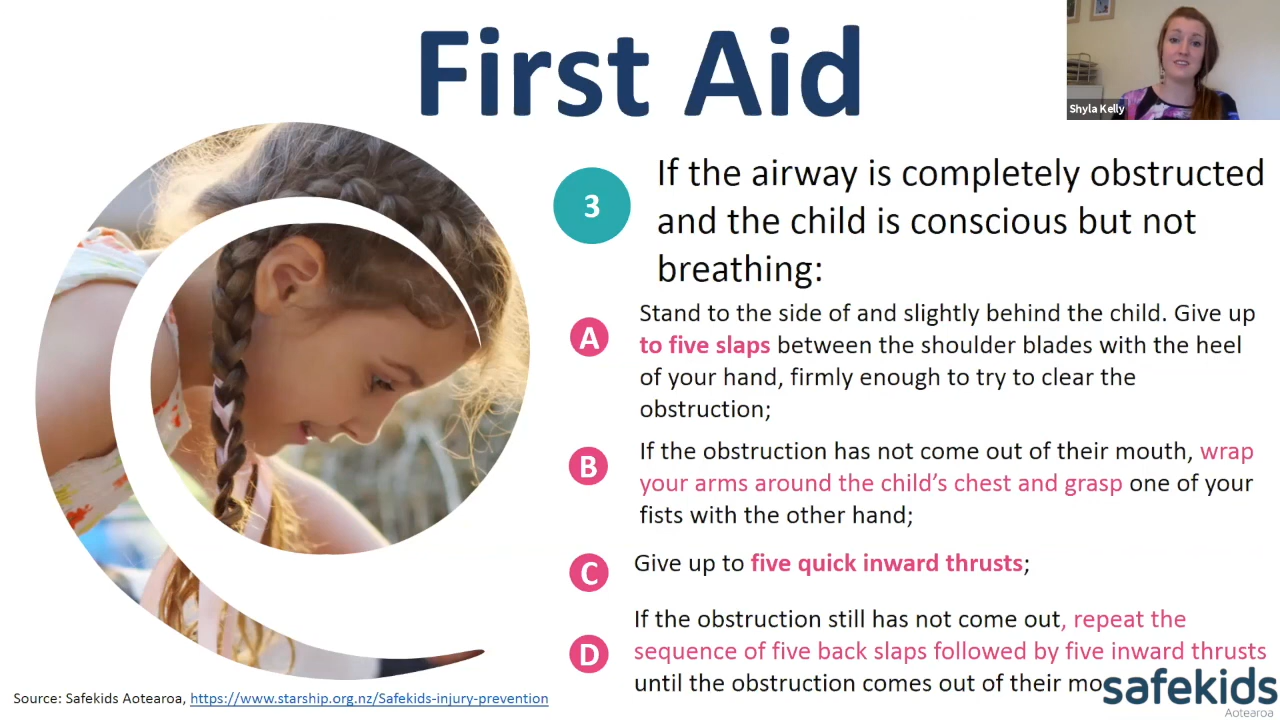 First Aid
Shyla Kelly
3
If the airway is completely obstructed
and the child is conscious but not
breathing:
A
Stand to the side of and slightly behind the child. Give up
to five slaps between the shoulder blades with the heel
of your hand, firmly enough to try to clear the
obstruction;
B
If the obstruction has not come out of their mouth, wrap
your arms around the child’s chest and grasp one of your
fists with the other hand;
C
Give up to five quick inward thrusts;
D
If the obstruction still has not come out, repeat the
sequence of five back slaps followed by five inward thrusts
until the obstruction comes out of their
safekids
Aotearoa
Source: Safekids Aotearoa, https://www.starship.org.nz/Safekids-injury-prevention